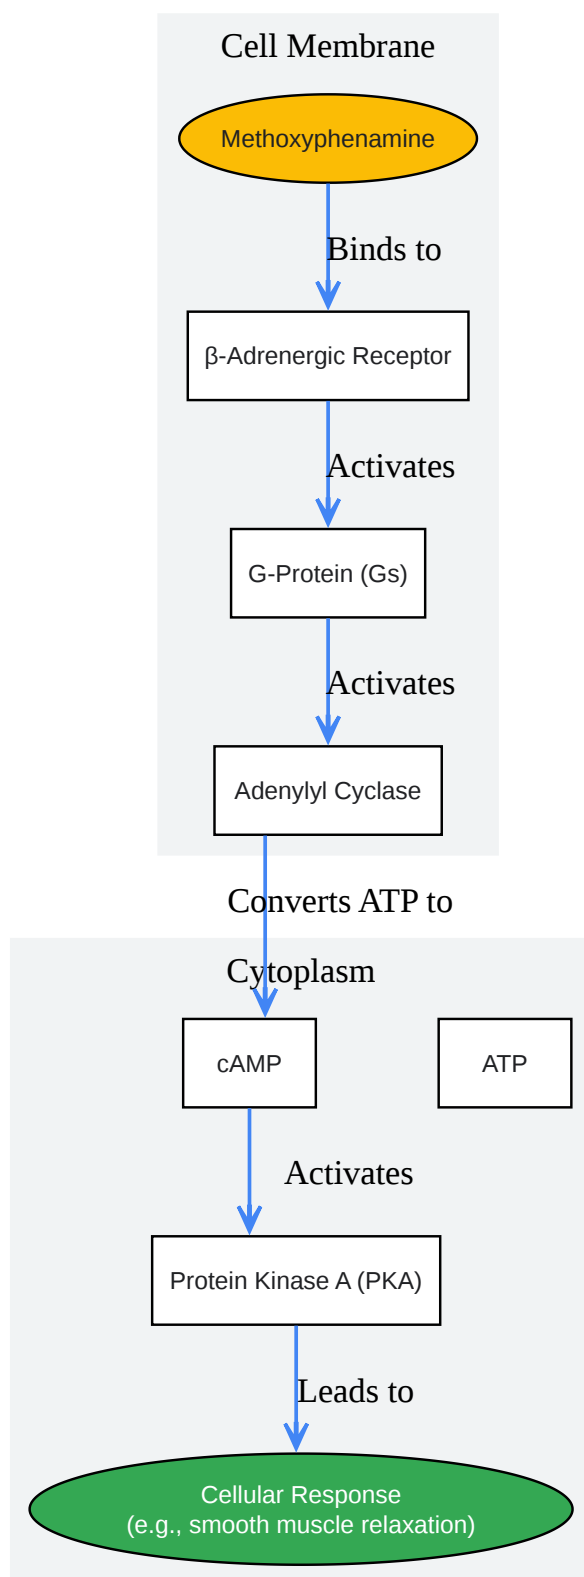 Cell Membrane
Methoxyphenamine
Binds to
β-Adrenergic Receptor
Activates
G-Protein (Gs)
Activates
Adenylyl Cyclase
Converts ATP to
Cytoplasm
cAMP
ATP
Activates
Protein Kinase A (PKA)
Leads to
Cellular Response
(e.g., smooth muscle relaxation)